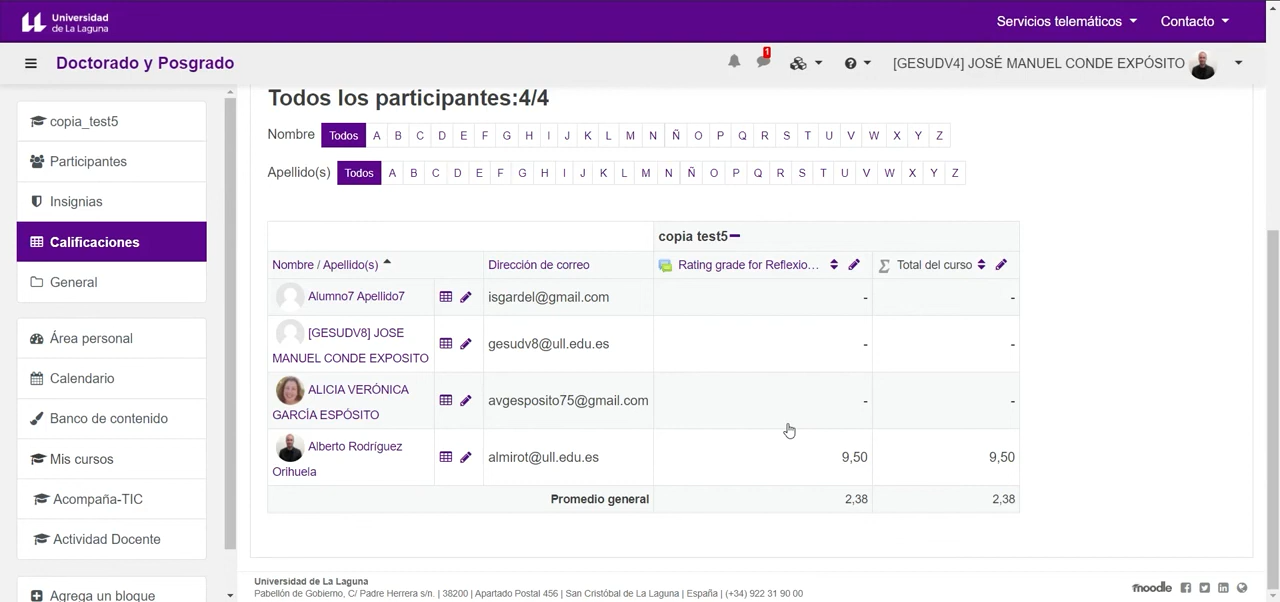 Universidad
de La Laguna
Servicios telemáticos
Contacto
Doctorado y Posgrado
1
[GESUDV4] JOSÉ MANUEL CONDE EXPÓSITO
copia_test5
Participantes
Insignias
Calificaciones
General
Área personal
Calendario
Banco de contenido
Mis cursos
Acompaña-TIC
Actividad Docente
Agrega un bloque
Todos los participantes:4/4
Nombre Todos A B C D E F G H I J K L M N Ñ O P Q R S T U V W X Y Z
Apellido(s) Todos A B C D E F G H I J K L M N Ñ O P Q R S T U V W X Y Z
copia test5
Nombre / Apellido(s) Dirección de correo Rating grade for Reflexio... Σ Total del curso
Alumno7 Apellido7 isgardel@gmail.com - -
[GESUDV8] JOSE
MANUEL CONDE EXPOSITO gesudv8@ull.edu.es - -
ALICIA VERÓNICA
GARCÍA ESPÓSITO avgesposito75@gmail.com - -
Alberto Rodríguez
Orihuela almirot@ull.edu.es 9,50 9,50
Promedio general 2,38 2,38
Universidad de La Laguna
Pabellón de Gobierno, C/ Padre Herrera s/n. | 38200 | Apartado Postal 456 | San Cristóbal de La Laguna | España | (+34) 922 31 90 00
moodle